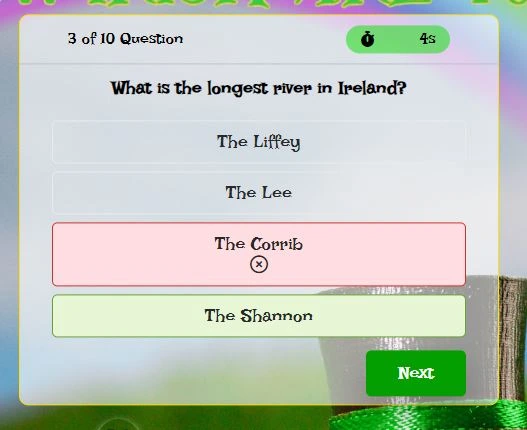 3 of 10 Question
4s
What is the longest river in Ireland?
The Liffey
The Lee
The Corrib
The Shannon
Next